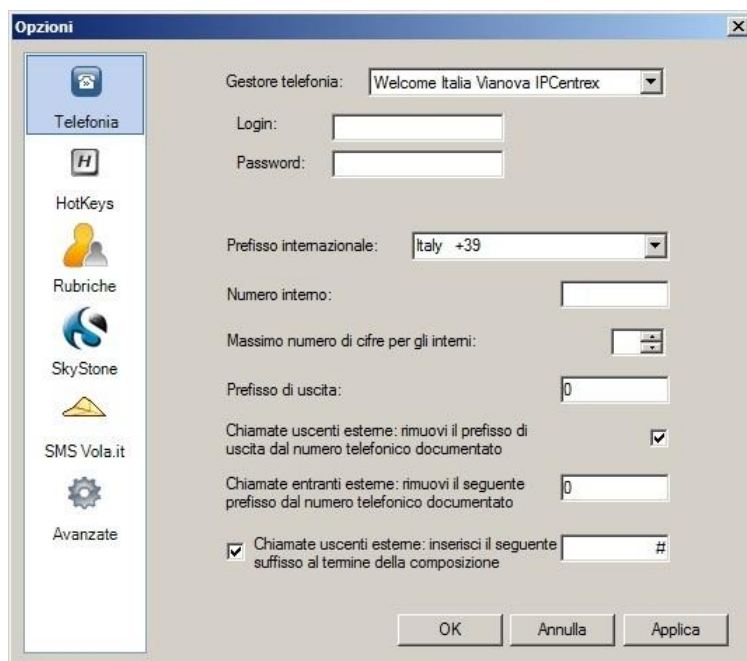 Opzioni
Telefonia
HotKeys
Rubriche
SkyStone
SMS Vola.it
Avanzate
Gestore telefonia: Welcome Italia Vianova IPCentrex
Login:
Password:
Prefisso internazionale: Italy +39
Numero interno:
Massimo numero di cifre per gli interni:
Prefisso di uscita: 0
Chiamate uscenti esterne: rimuovi il prefisso di
uscita dal numero telefonico documentato
Chiamate entranti esterne: rimuovi il seguente 0
prefisso dal numero telefonico documentato
Chiamate uscenti esterne: inserisci il seguente #
suffisso al termine della composizione
OK Annulla Applica